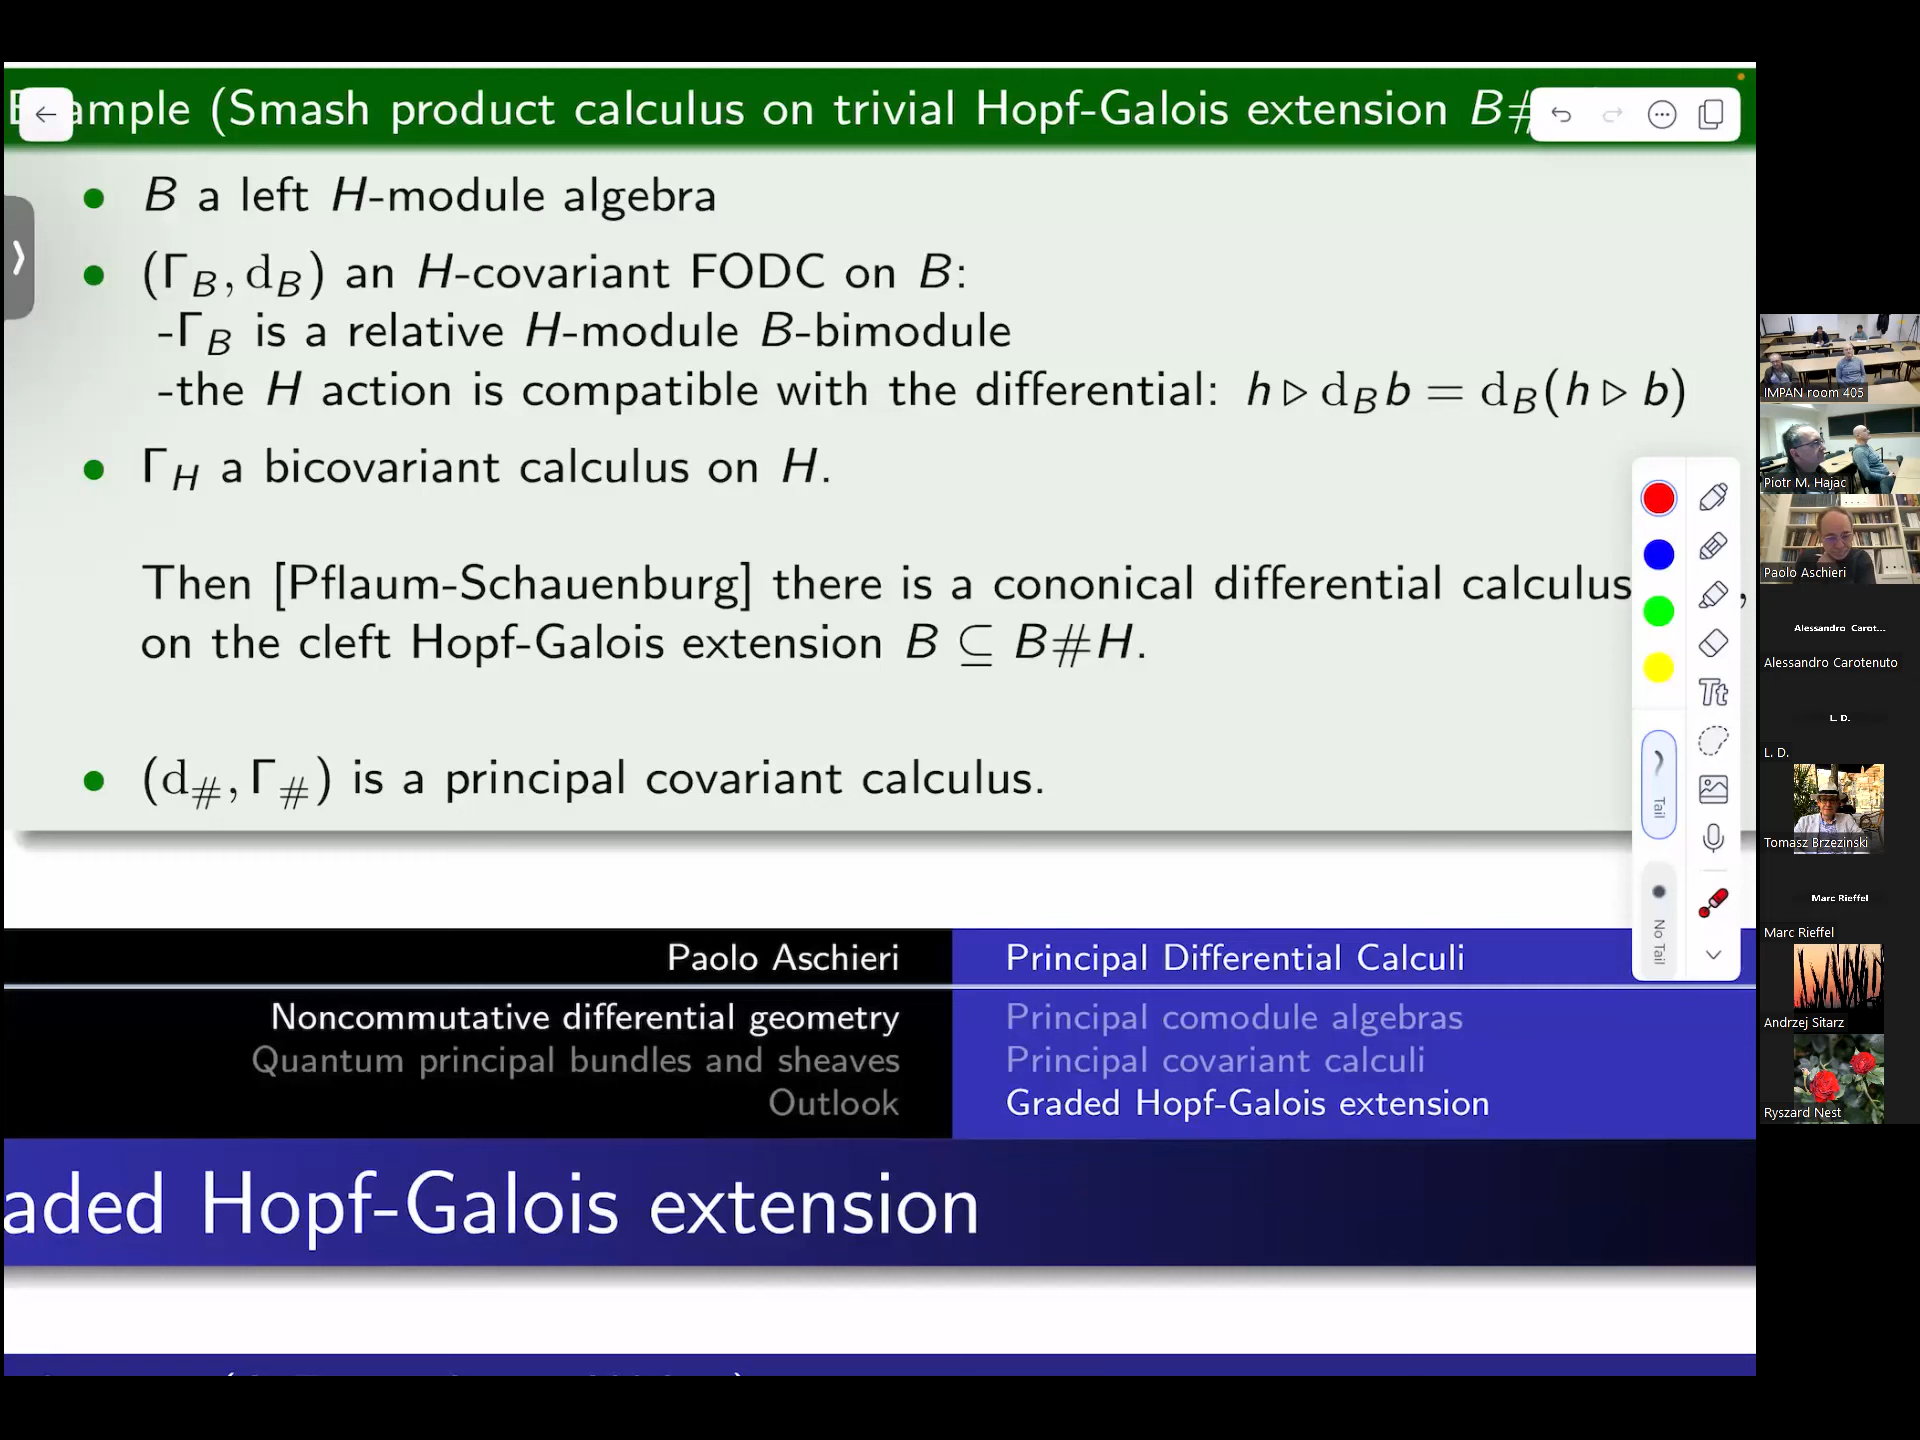 ample (Smash product calculus on trivial Hopf-Galois extension B#
• B a left H-module algebra
• (Γ_B, d_B) an H-covariant FODC on B:
-Γ_B is a relative H-module B-bimodule
-the H action is compatible with the differential: h ▷ d_B b = d_B(h ▷ b)
• Γ_H a bicovariant calculus on H.
Then [Pflaum-Schauenburg] there is a cononical differential calculus ,
on the cleft Hopf-Galois extension B ⊆ B#H.
• (d_#, Γ_#) is a principal covariant calculus.
Tt
Tail
No Tail
Paolo Aschieri
Principal Differential Calculi
Noncommutative differential geometry
Quantum principal bundles and sheaves
Outlook
Principal comodule algebras
Principal covariant calculi
Graded Hopf-Galois extension
aded Hopf-Galois extension
IMPAN room 405
Piotr M. Hajac
Paolo Aschieri
Alessandro Carot...
Alessandro Carotenuto
L. D.
L. D.
Tomasz Brzezinski
Marc Rieffel
Marc Rieffel
Andrzej Sitarz
Ryszard Nest